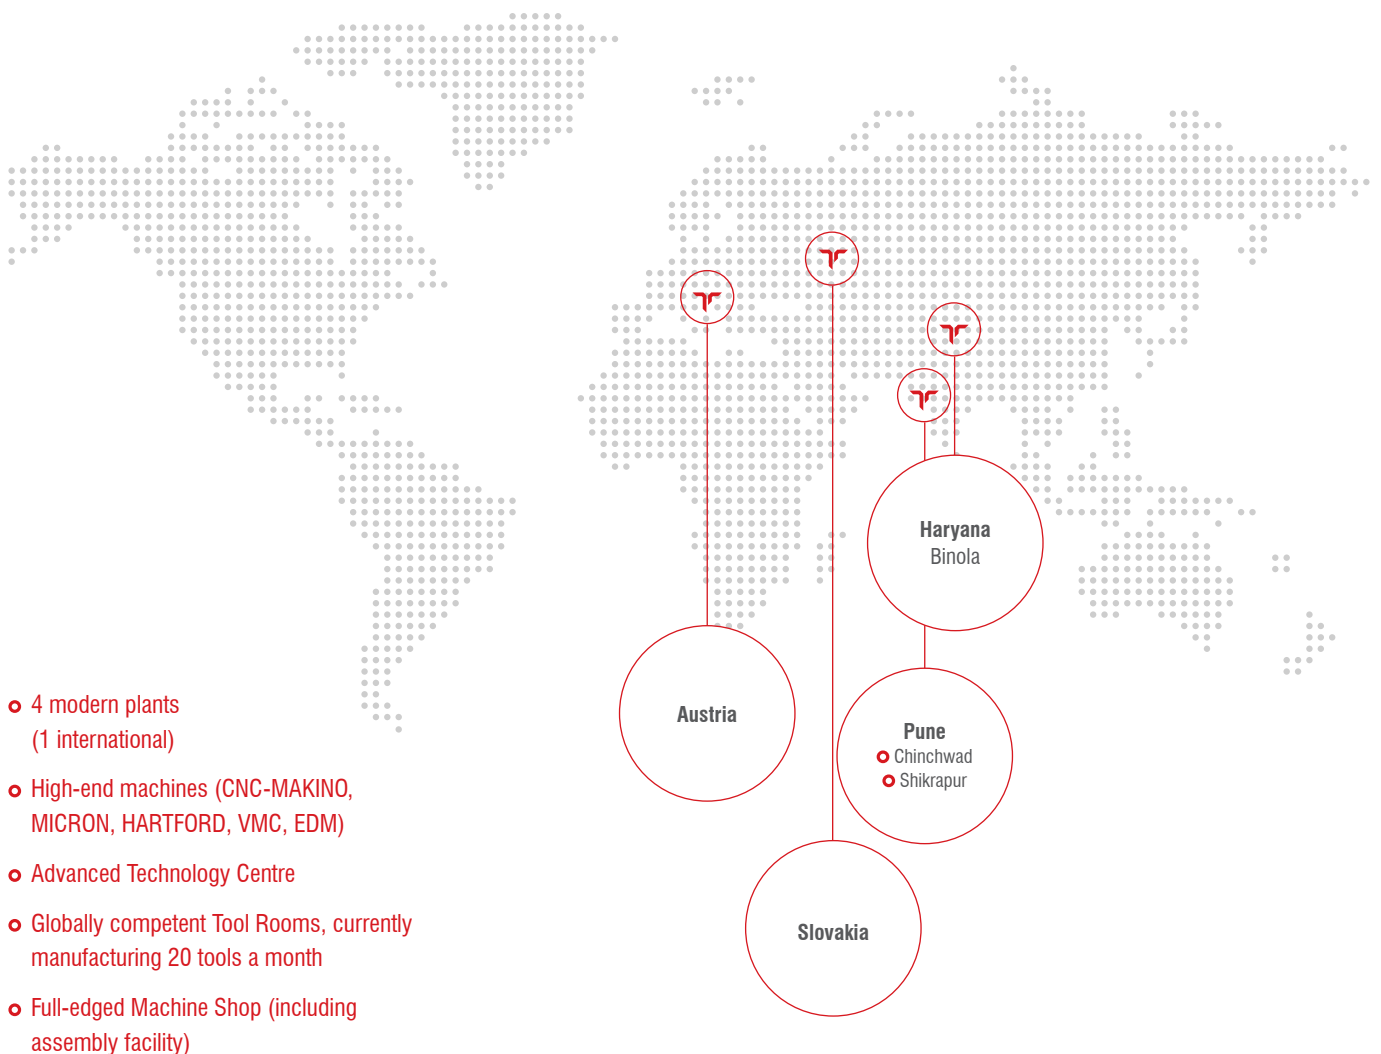 Haryana
Binola
Austria
Pune
Chinchwad
Shikrapur
Slovakia
4 modern plants
(1 international)
High-end machines (CNC-MAKINO,
MICRON, HARTFORD, VMC, EDM)
Advanced Technology Centre
Globally competent Tool Rooms, currently
manufacturing 20 tools a month
Full-edged Machine Shop (including
assembly facility)